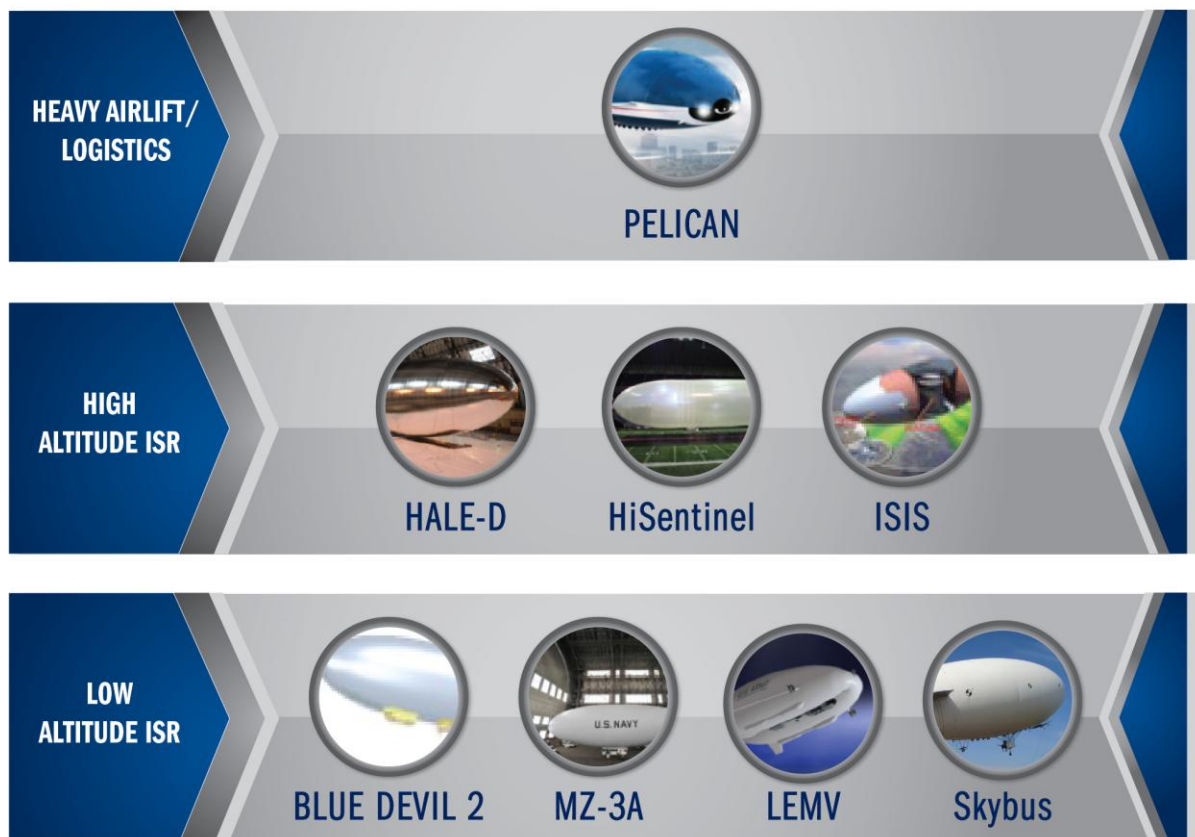 HEAVY AIRLIFT/
LOGISTICS
PELICAN
HIGH
ALTITUDE ISR
HALE-D
HiSentinel
ISIS
LOW
ALTITUDE ISR
U.S. NAVY
BLUE DEVIL 2
MZ-3A
LEMV
Skybus